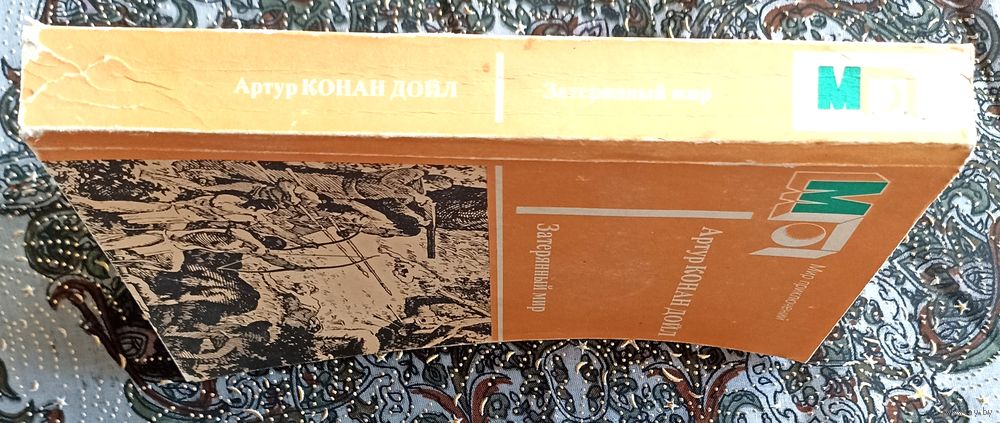 Артур КОНАН ДОЙЛ
Затерянный мир
М
М
Мир приключений
Артур КОНАН ДОЙЛ
Затерянный мир